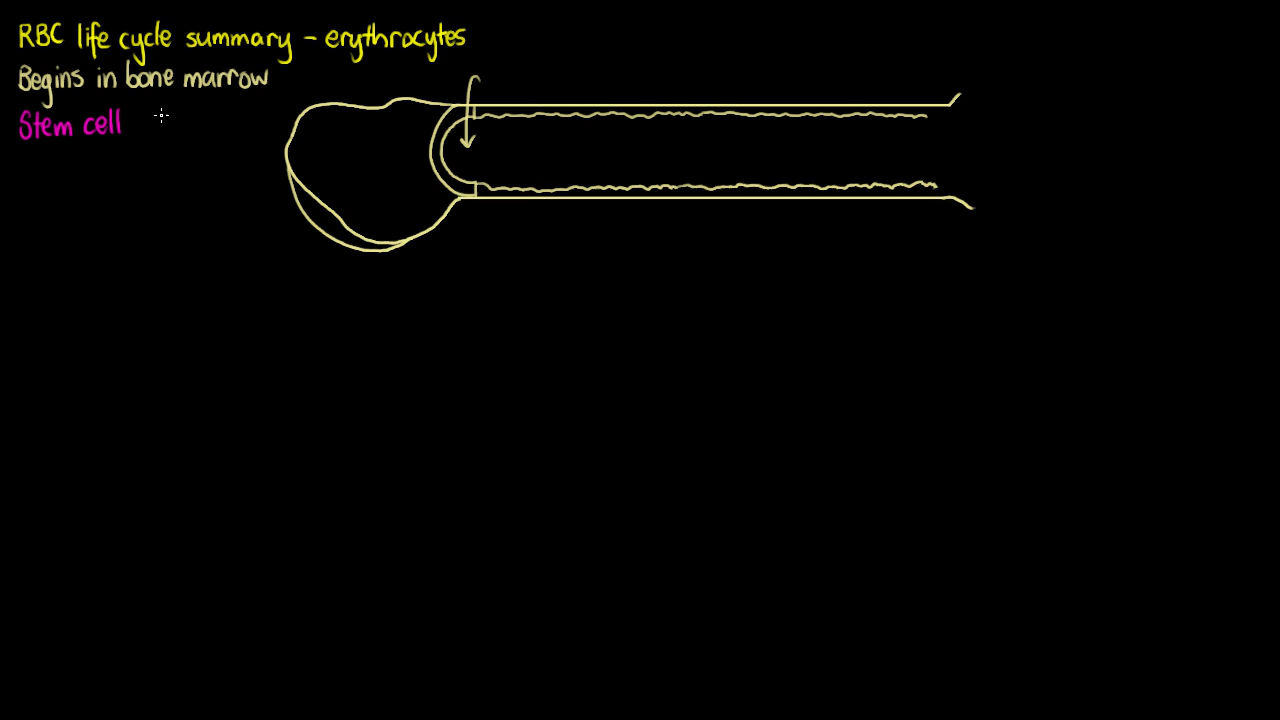 RBC life cycle summary - erythrocytes
Begins in bone marrow
Stem cell